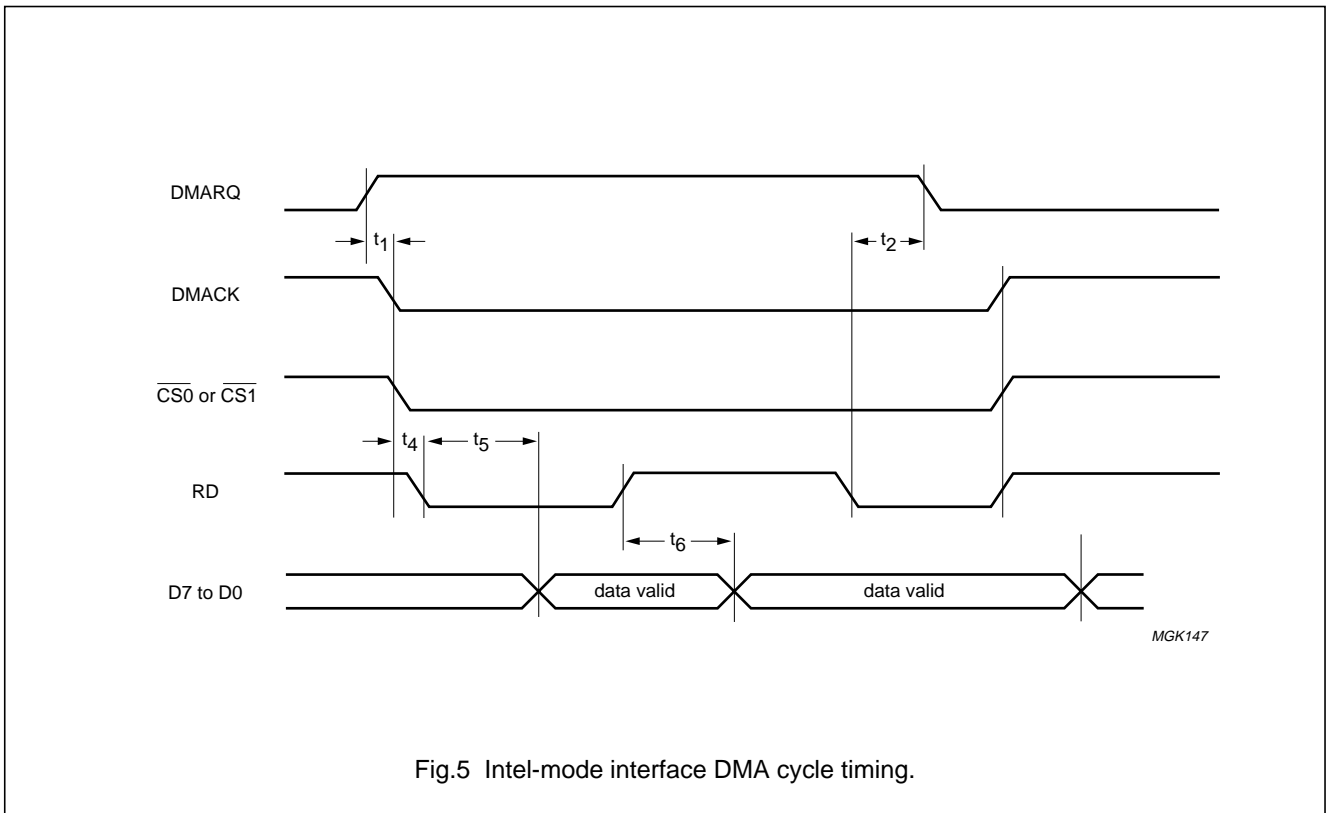 DMARQ
t1
t2
DMACK
CS0 or CS1
t4
t5
RD
t6
D7 to D0
data valid
data valid
MGK147
Fig.5 Intel-mode interface DMA cycle timing.